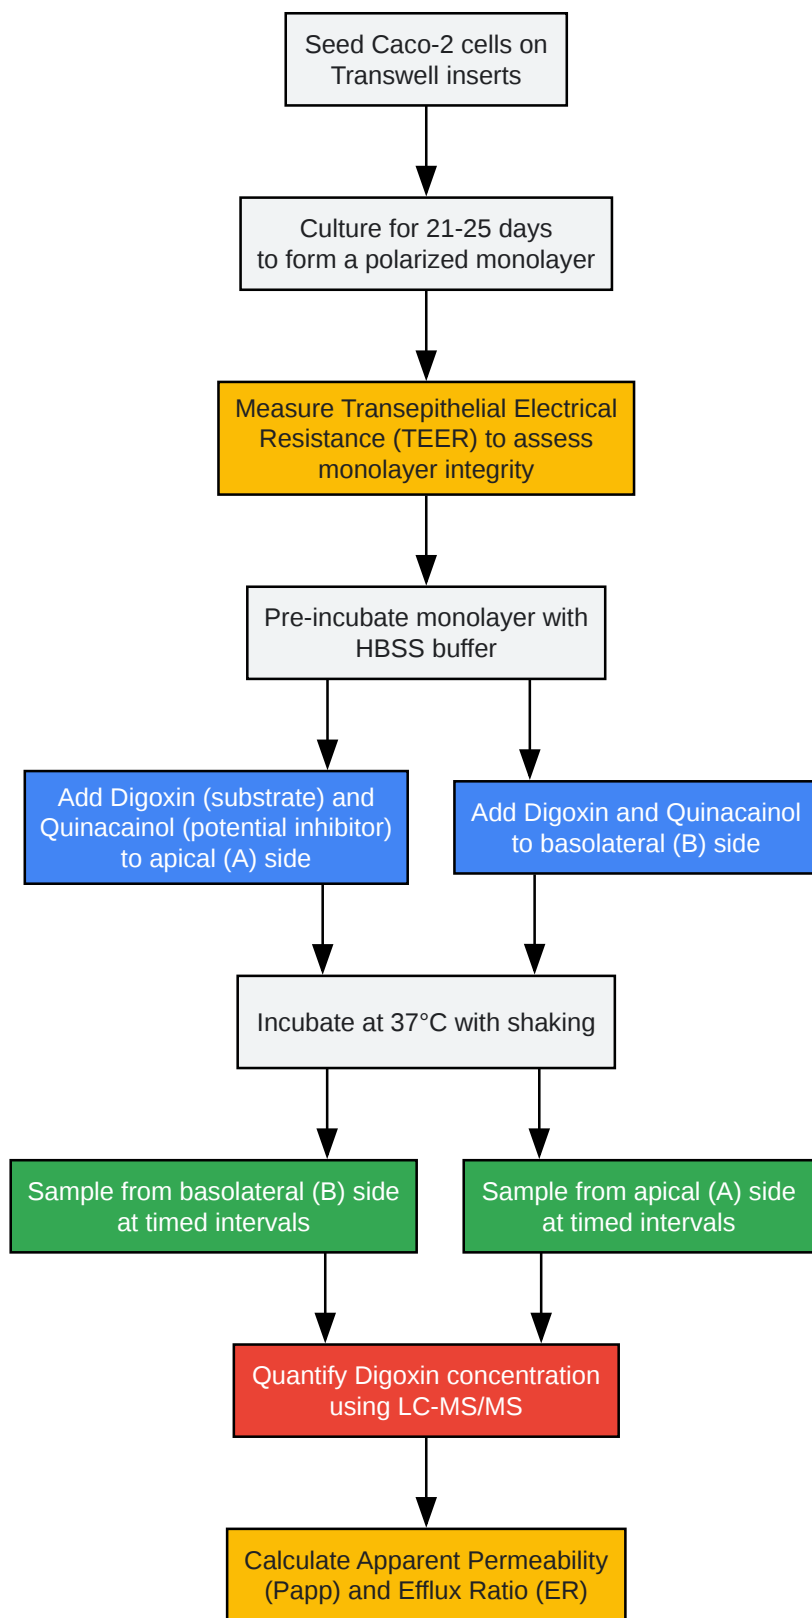 Seed Caco-2 cells on
Transwell inserts
Culture for 21-25 days
to form a polarized monolayer
Measure Transepithelial Electrical
Resistance (TEER) to assess
monolayer integrity
Pre-incubate monolayer with
HBSS buffer
Add Digoxin (substrate) and
Quinacainol (potential inhibitor)
to apical (A) side
Add Digoxin and Quinacainol
to basolateral (B) side
Incubate at 37°C with shaking
Sample from basolateral (B) side
at timed intervals
Sample from apical (A) side
at timed intervals
Quantify Digoxin concentration
using LC-MS/MS
Calculate Apparent Permeability
(Papp) and Efflux Ratio (ER)